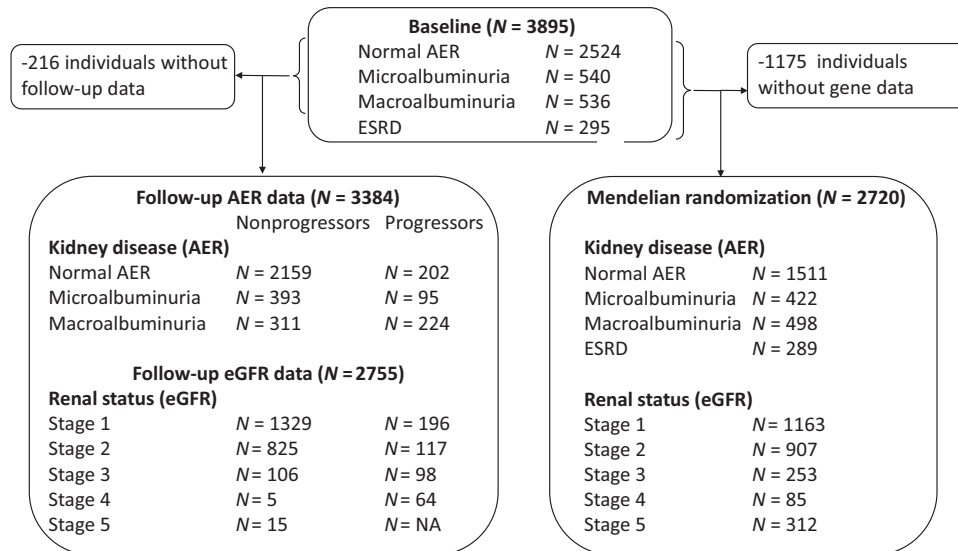 Baseline (N = 3895)
Normal AER N = 2524
Microalbuminuria N = 540
Macroalbuminuria N = 536
ESRD N = 295
-216 individuals without
follow-up data
-1175 individuals
without gene data
Follow-up AER data (N = 3384)
Nonprogressors Progressors
Kidney disease (AER)
Normal AER N = 2159 N = 202
Microalbuminuria N = 393 N = 95
Macroalbuminuria N = 311 N = 224
Follow-up eGFR data (N = 2755)
Renal status (eGFR)
Stage 1 N = 1329 N = 196
Stage 2 N = 825 N = 117
Stage 3 N = 106 N = 98
Stage 4 N = 5 N = 64
Stage 5 N = 15 N = NA
Mendelian randomization (N = 2720)
Kidney disease (AER)
Normal AER N = 1511
Microalbuminuria N = 422
Macroalbuminuria N = 498
ESRD N = 289
Renal status (eGFR)
Stage 1 N = 1163
Stage 2 N = 907
Stage 3 N = 253
Stage 4 N = 85
Stage 5 N = 312